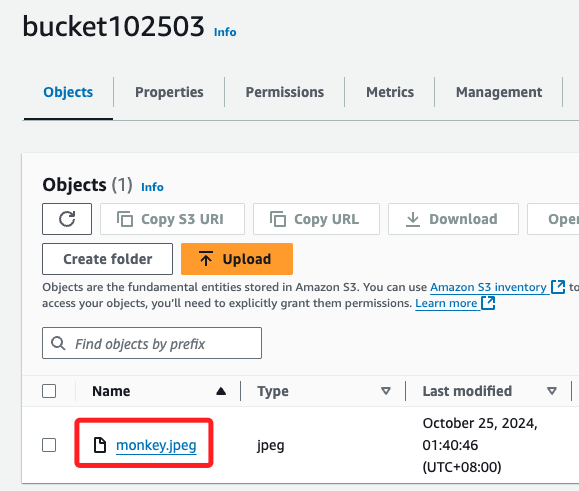 bucket102503 Info
Objects Properties Permissions Metrics Management
Objects (1) Info
Copy S3 URI Copy URL Download Open
Create folder Upload
Objects are the fundamental entities stored in Amazon S3. You can use Amazon S3 inventory to
access your objects, you'll need to explicitly grant them permissions. Learn more
Find objects by prefix
Name Type Last modified
monkey.jpeg jpeg October 25, 2024,
01:40:46
(UTC+08:00)